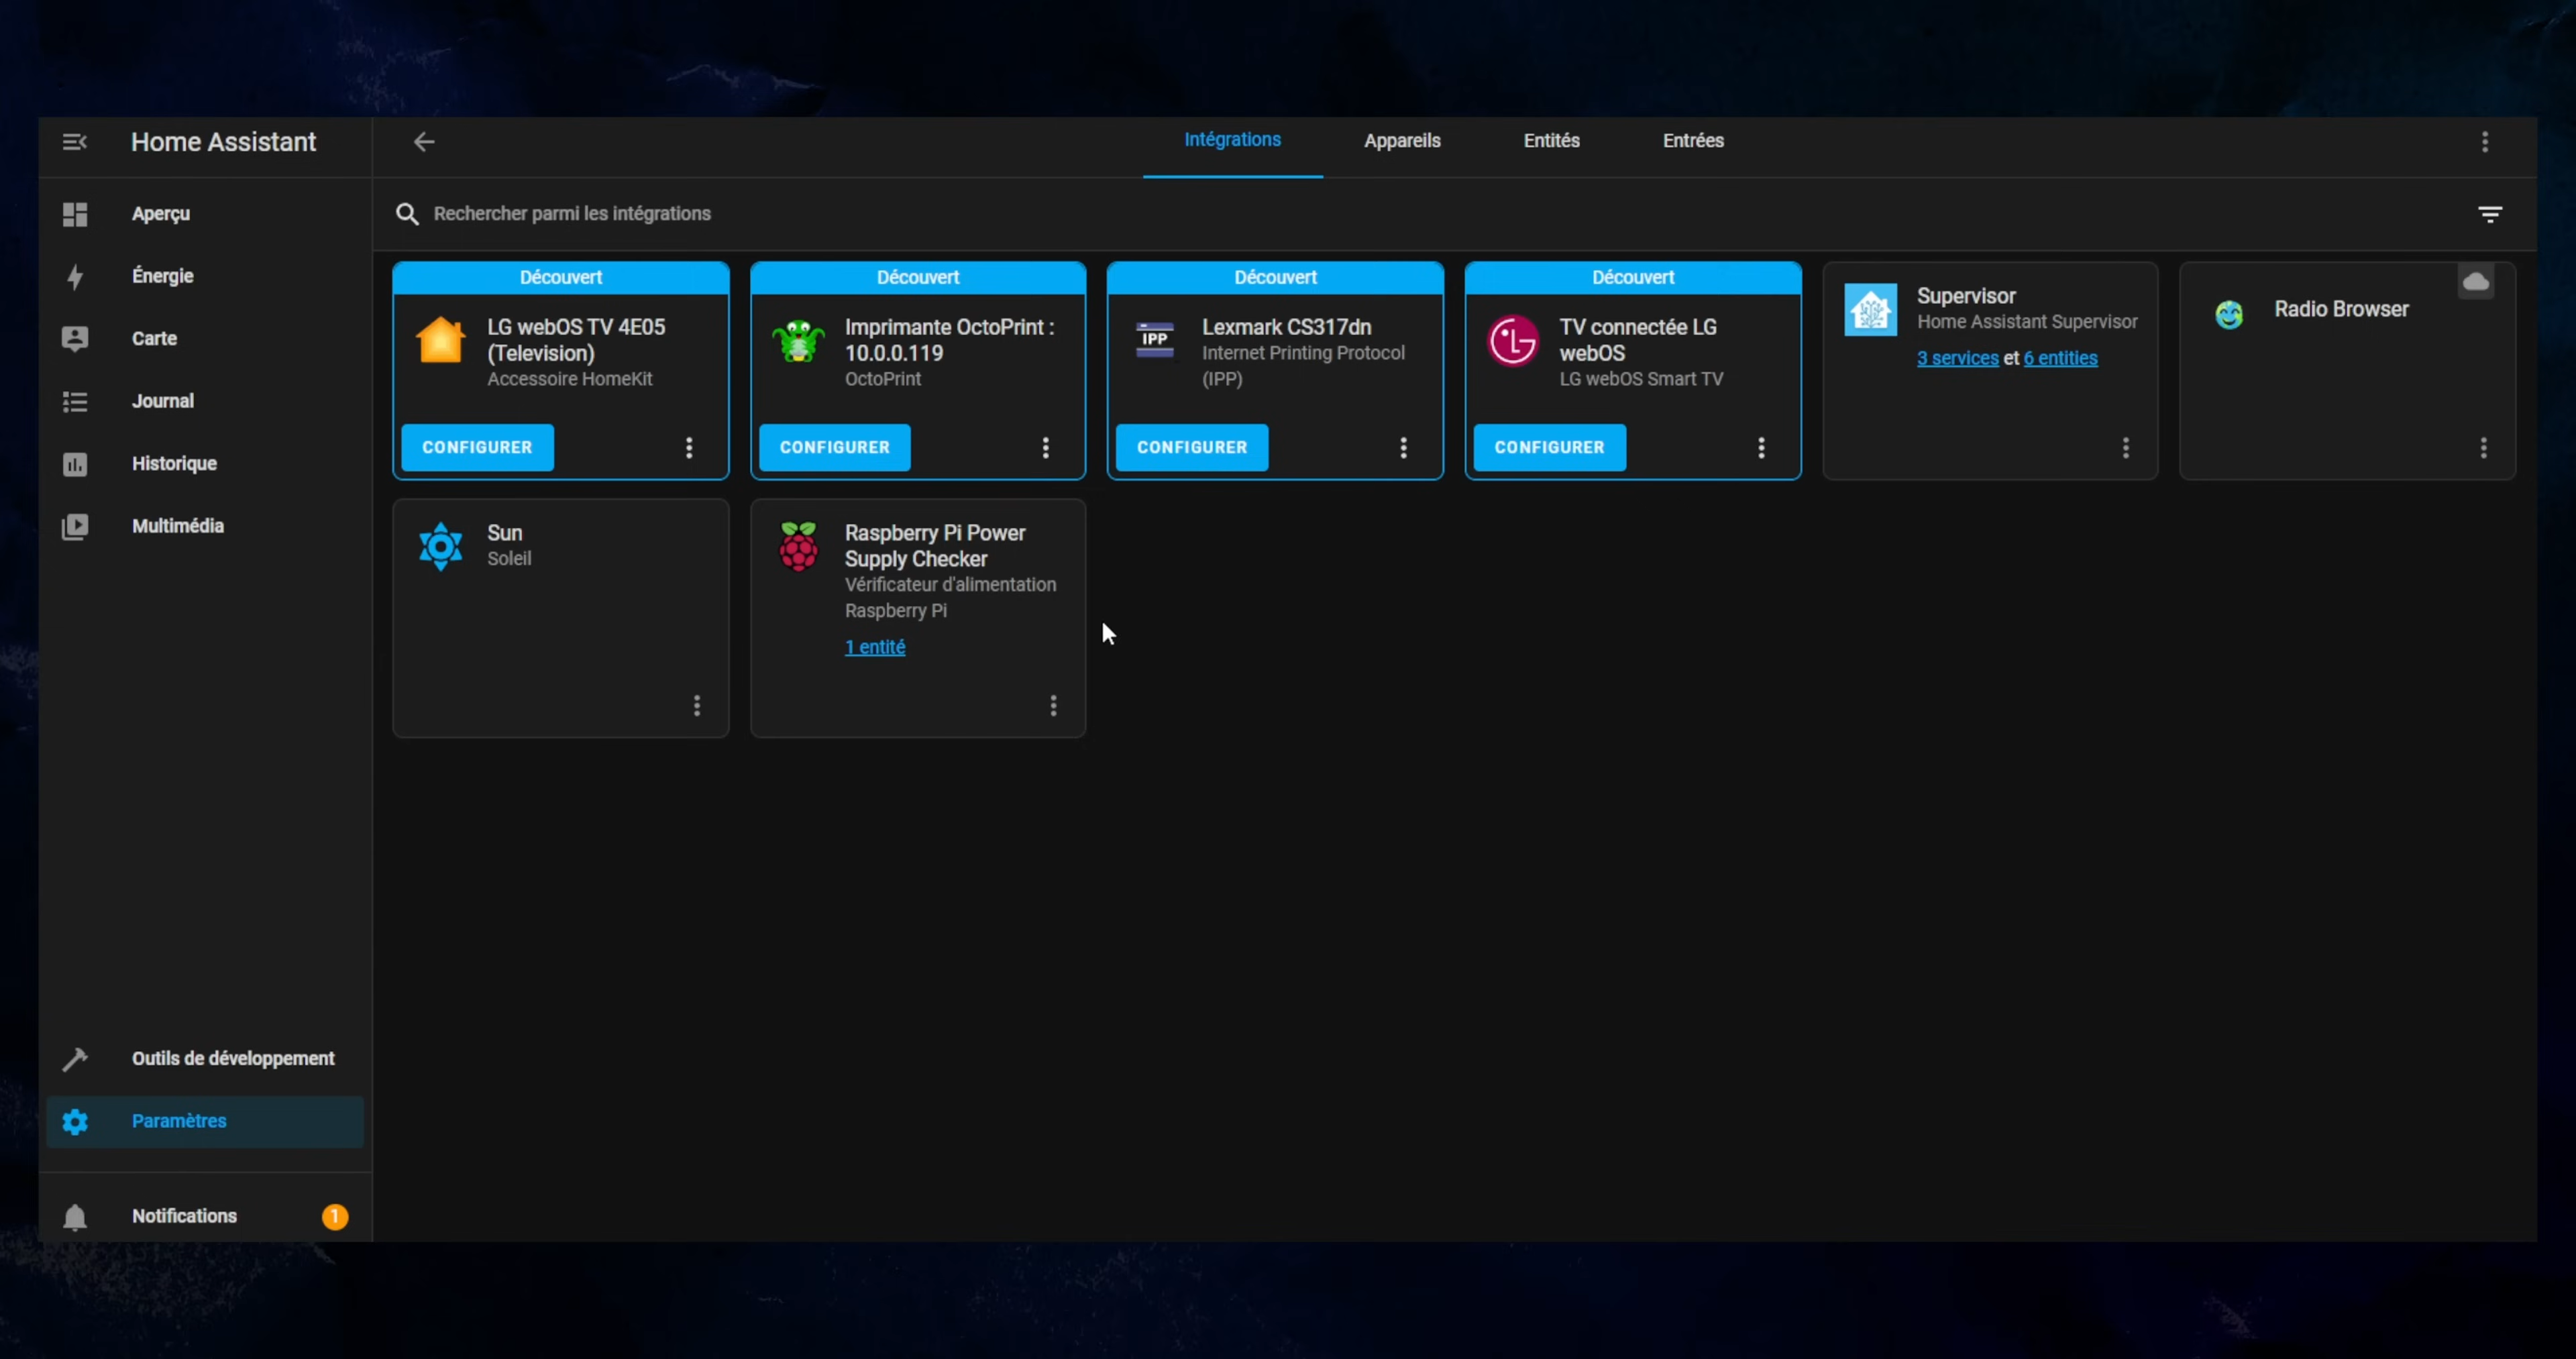 Home Assistant
Intégrations
Appareils
Entités
Entrées
Aperçu
Énergie
Carte
Journal
Historique
Multimédia
Outils de développement
Paramètres
Notifications
1
Rechercher parmi les intégrations
Découvert
LG webOS TV 4E05
(Television)
Accessoire HomeKit
CONFIGURER
Découvert
Imprimante OctoPrint :
10.0.0.119
OctoPrint
CONFIGURER
Découvert
IPP
Lexmark CS317dn
Internet Printing Protocol
(IPP)
CONFIGURER
Découvert
TV connectée LG
webOS
LG webOS Smart TV
CONFIGURER
Supervisor
Home Assistant Supervisor
3 services et 6 entities
Radio Browser
Sun
Soleil
Raspberry Pi Power
Supply Checker
Vérificateur d'alimentation
Raspberry Pi
1 entité